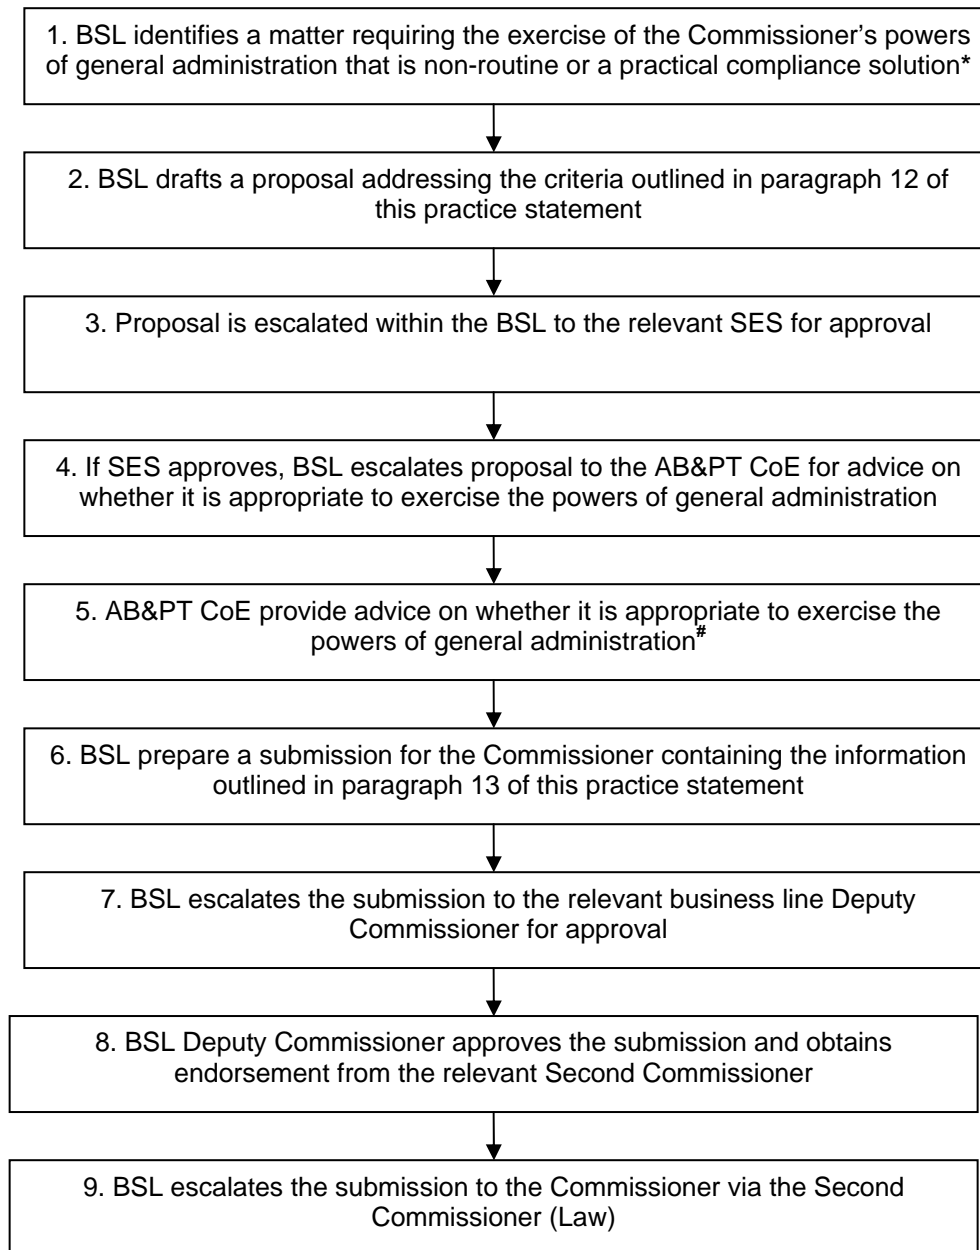 1. BSL identifies a matter requiring the exercise of the Commissioner’s powers
of general administration that is non-routine or a practical compliance solution*
2. BSL drafts a proposal addressing the criteria outlined in paragraph 12 of
this practice statement
3. Proposal is escalated within the BSL to the relevant SES for approval
4. If SES approves, BSL escalates proposal to the AB&PT CoE for advice on
whether it is appropriate to exercise the powers of general administration
5. AB&PT CoE provide advice on whether it is appropriate to exercise the
powers of general administration#
6. BSL prepare a submission for the Commissioner containing the information
outlined in paragraph 13 of this practice statement
7. BSL escalates the submission to the relevant business line Deputy
Commissioner for approval
8. BSL Deputy Commissioner approves the submission and obtains
endorsement from the relevant Second Commissioner
9. BSL escalates the submission to the Commissioner via the Second
Commissioner (Law)